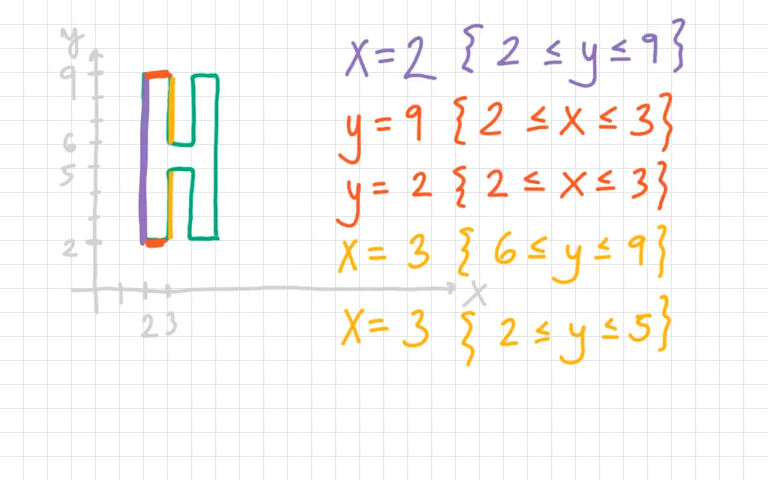 y
9
6
5
2
2 3
X
X = 2 { 2 ≤ y ≤ 9 }
y = 9 { 2 ≤ X ≤ 3 }
y = 2 { 2 ≤ X ≤ 3 }
X = 3 { 6 ≤ y ≤ 9 }
X = 3 { 2 ≤ y ≤ 5 }